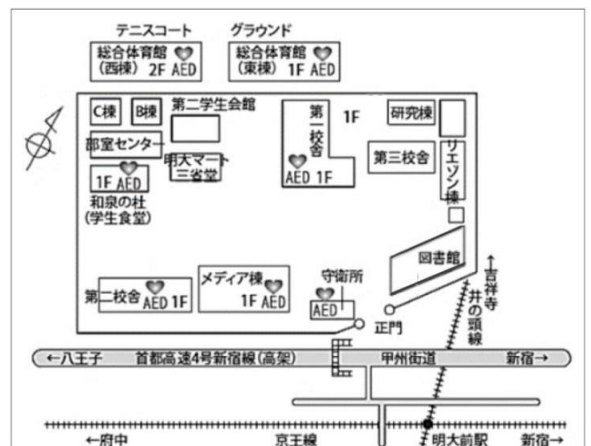 テニスコート
グラウンド
総合体育館
(西棟) 2F AED
総合体育館
(東棟) 1F AED
C棟
B棟
第二学生会館
部室センター
明大マート
三省堂
1F AED
和泉の杜
(学生食堂)
第一校舎
1F
AED 1F
研究棟
第三校舎
リエゾン棟
図書館
第二校舎 AED 1F
メディア棟
1F AED
守衛所
AED
正門
←吉祥寺
井の頭線
←八王子
首都高速4号新宿線(高架)
甲州街道
新宿→
←府中
京王線
明大前駅
新宿→